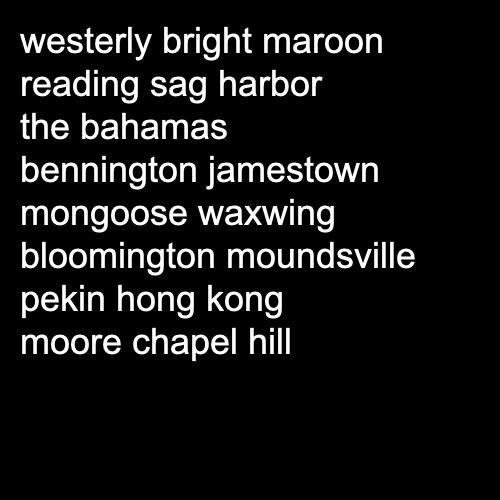 westerly bright maroon
reading sag harbor
the bahamas
bennington jamestown
mongoose waxwing
bloomington moundsville
pekin hong kong
moore chapel hill